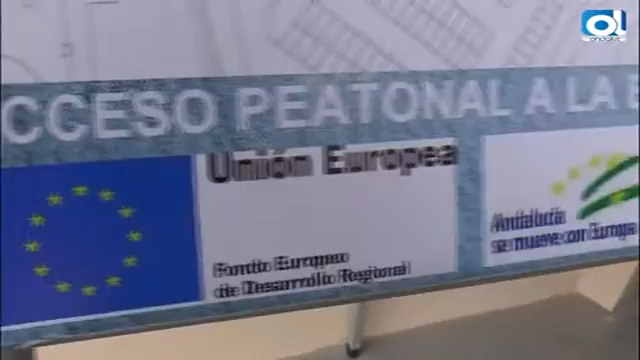 CCESO PEATONAL A LA
Unión Europea
Fondo Europeo
de Desarrollo Regional
Andalucía
se mueve con Europa